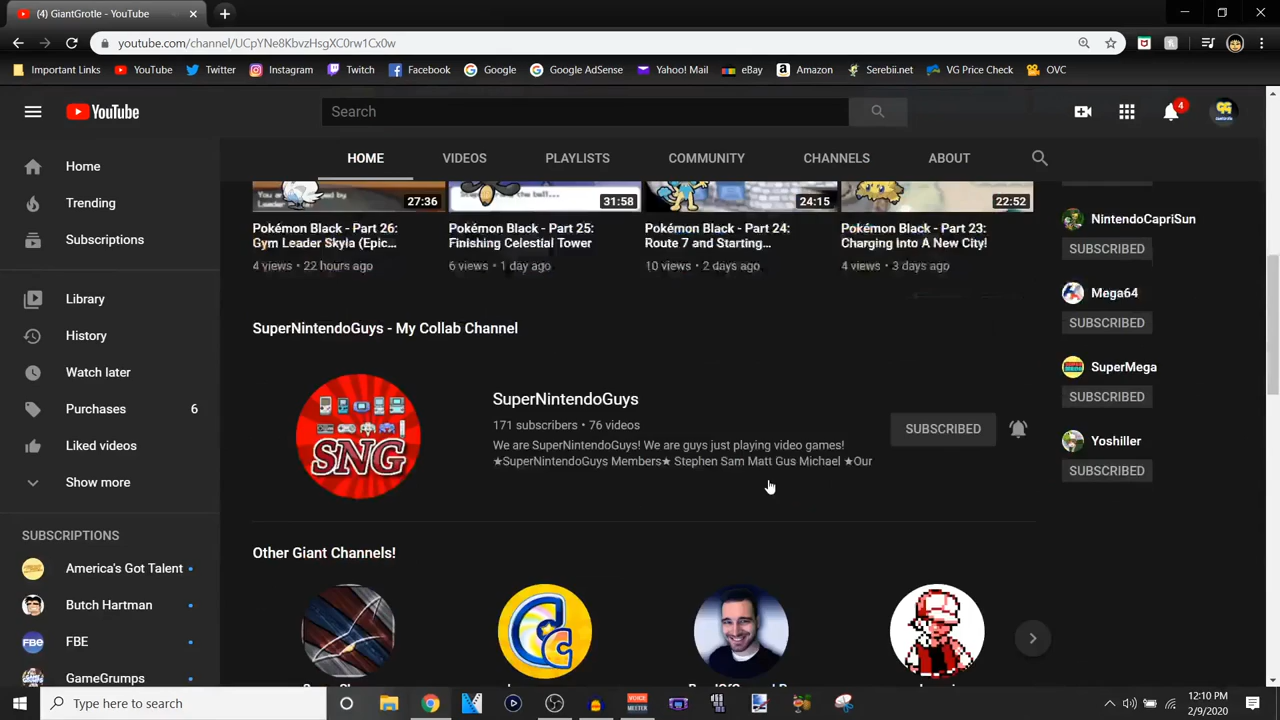 (4) GiantGrotle - YouTube
youtube.com/channel/UCpYNe8KbvzHsgXC0rw1Cx0w
Important Links YouTube Twitter Instagram Twitch Facebook Google Google AdSense Yahoo! Mail eBay Amazon Serebii.net VG Price Check OVC
YouTube
Search
4
HOME VIDEOS PLAYLISTS COMMUNITY CHANNELS ABOUT
Home
Trending
Subscriptions
Library
History
Watch later
Purchases 6
Liked videos
Show more
SUBSCRIPTIONS
America's Got Talent
Butch Hartman
FBE
FBE
GameGrumps
27:36
31:58
24:15
22:52
Pokémon Black - Part 26:
Gym Leader Skyla (Epic...
4 views • 22 hours ago
Pokémon Black - Part 25:
Finishing Celestial Tower
6 views • 1 day ago
Pokémon Black - Part 24:
Route 7 and Starting...
10 views • 2 days ago
Pokémon Black - Part 23:
Charging Into A New City!
4 views • 3 days ago
SuperNintendoGuys - My Collab Channel
SNG
SuperNintendoGuys
171 subscribers • 76 videos
We are SuperNintendoGuys! We are guys just playing video games!
★SuperNintendoGuys Members★ Stephen Sam Matt Gus Michael ★Our
SUBSCRIBED
Other Giant Channels!
NintendoCapriSun
SUBSCRIBED
Mega64
SUBSCRIBED
SuperMega
SUBSCRIBED
Yoshiller
SUBSCRIBED
Type here to search
VOICE
MEETER
12:10 PM
2/9/2020